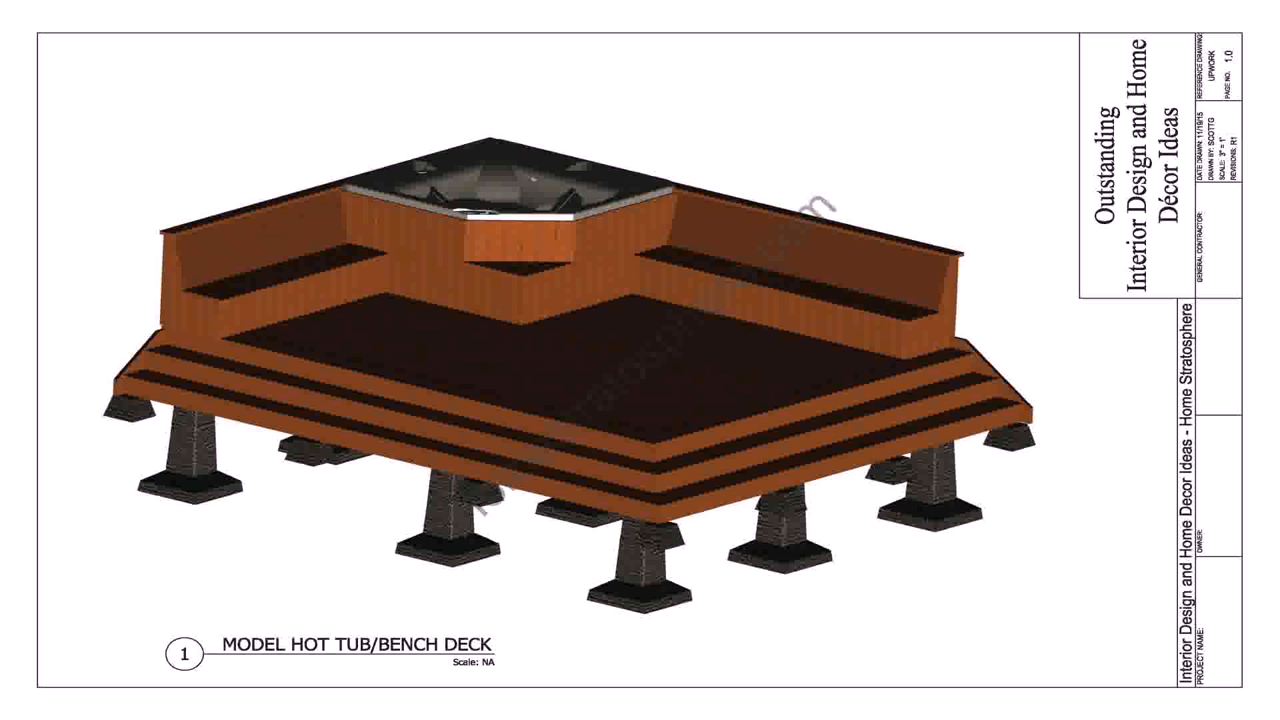 Outstanding
Interior Design and Home
Décor Ideas
REFERENCE DRAWING:
UPWORK
PAGE NO. 1.0
DATE DRAWN: 11/19/15
DRAWN BY: SCOTTG
SCALE: 3" = 1'
REVISIONS: R1
GENERAL CONTRACTOR:
Interior Design and Home Decor Ideas - Home Stratosphere
OWNER:
PROJECT NAME:
1
MODEL HOT TUB/BENCH DECK
Scale: NA